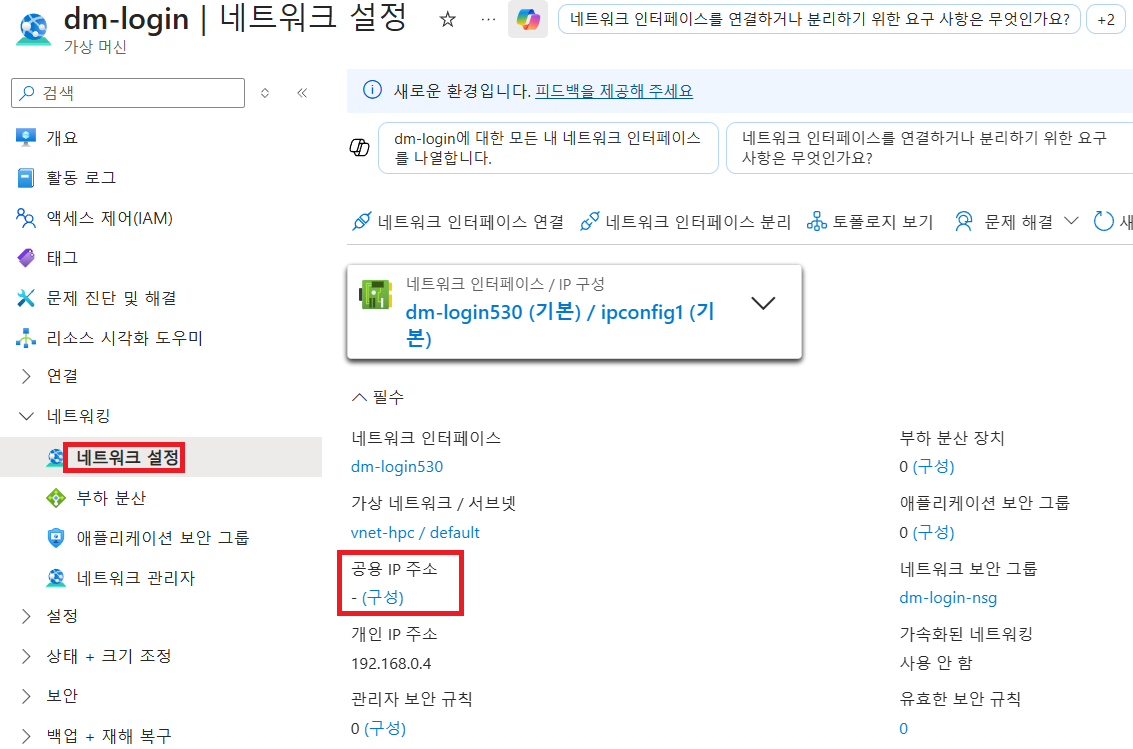 dm-login | 네트워크 설정
가상 머신
네트워크 인터페이스를 연결하거나 분리하기 위한 요구 사항은 무엇인가요?
+2
검색
개요
활동 로그
액세스 제어(IAM)
태그
문제 진단 및 해결
리소스 시각화 도우미
연결
네트워킹
네트워크 설정
부하 분산
애플리케이션 보안 그룹
네트워크 관리자
설정
상태 + 크기 조정
보안
백업 + 재해 복구
새로운 환경입니다. 피드백을 제공해 주세요
dm-login에 대한 모든 내 네트워크 인터페이스
를 나열합니다.
네트워크 인터페이스를 연결하거나 분리하기 위한 요구
사항은 무엇인가요?
네트워크 인터페이스 연결
네트워크 인터페이스 분리
토폴로지 보기
문제 해결
새
네트워크 인터페이스 / IP 구성
dm-login530 (기본) / ipconfig1 (기
본)
필수
네트워크 인터페이스
dm-login530
가상 네트워크 / 서브넷
vnet-hpc / default
공용 IP 주소
- (구성)
개인 IP 주소
192.168.0.4
관리자 보안 규칙
0 (구성)
부하 분산 장치
0 (구성)
애플리케이션 보안 그룹
0 (구성)
네트워크 보안 그룹
dm-login-nsg
가속화된 네트워킹
사용 안 함
유효한 보안 규칙
0